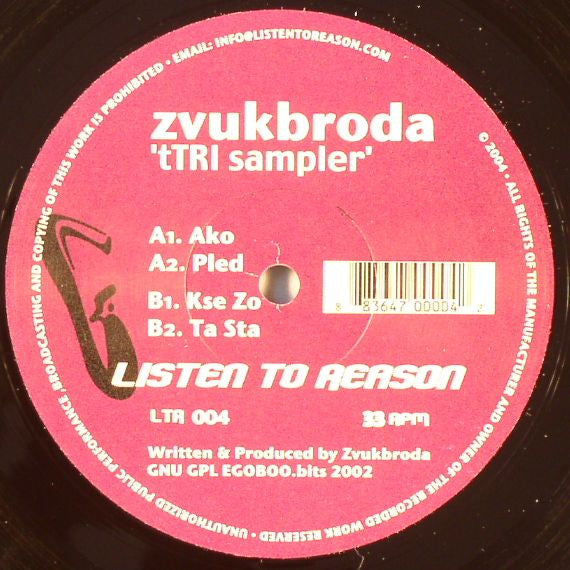 zvukbroda
'tTRI sampler'
A1. Ako
A2. Pled
B1. Kse Zo
B2. Ta Sta
8 83647 00004 2
LISTEN TO REASON
LTR 004 33 RPM
Written & Produced by Zvukbroda
GNU GPL EGOBOO.bits 2002
© 2004 • ALL RIGHTS OF THE MANUFACTURER AND OWNER OF THE RECORDED WORK RESERVED • UNAUTHORIZED PUBLIC PERFORMANCE, BROADCASTING AND COPYING OF THIS WORK IS PROHIBITED • EMAIL: INFO@LISTENTOREASON.COM